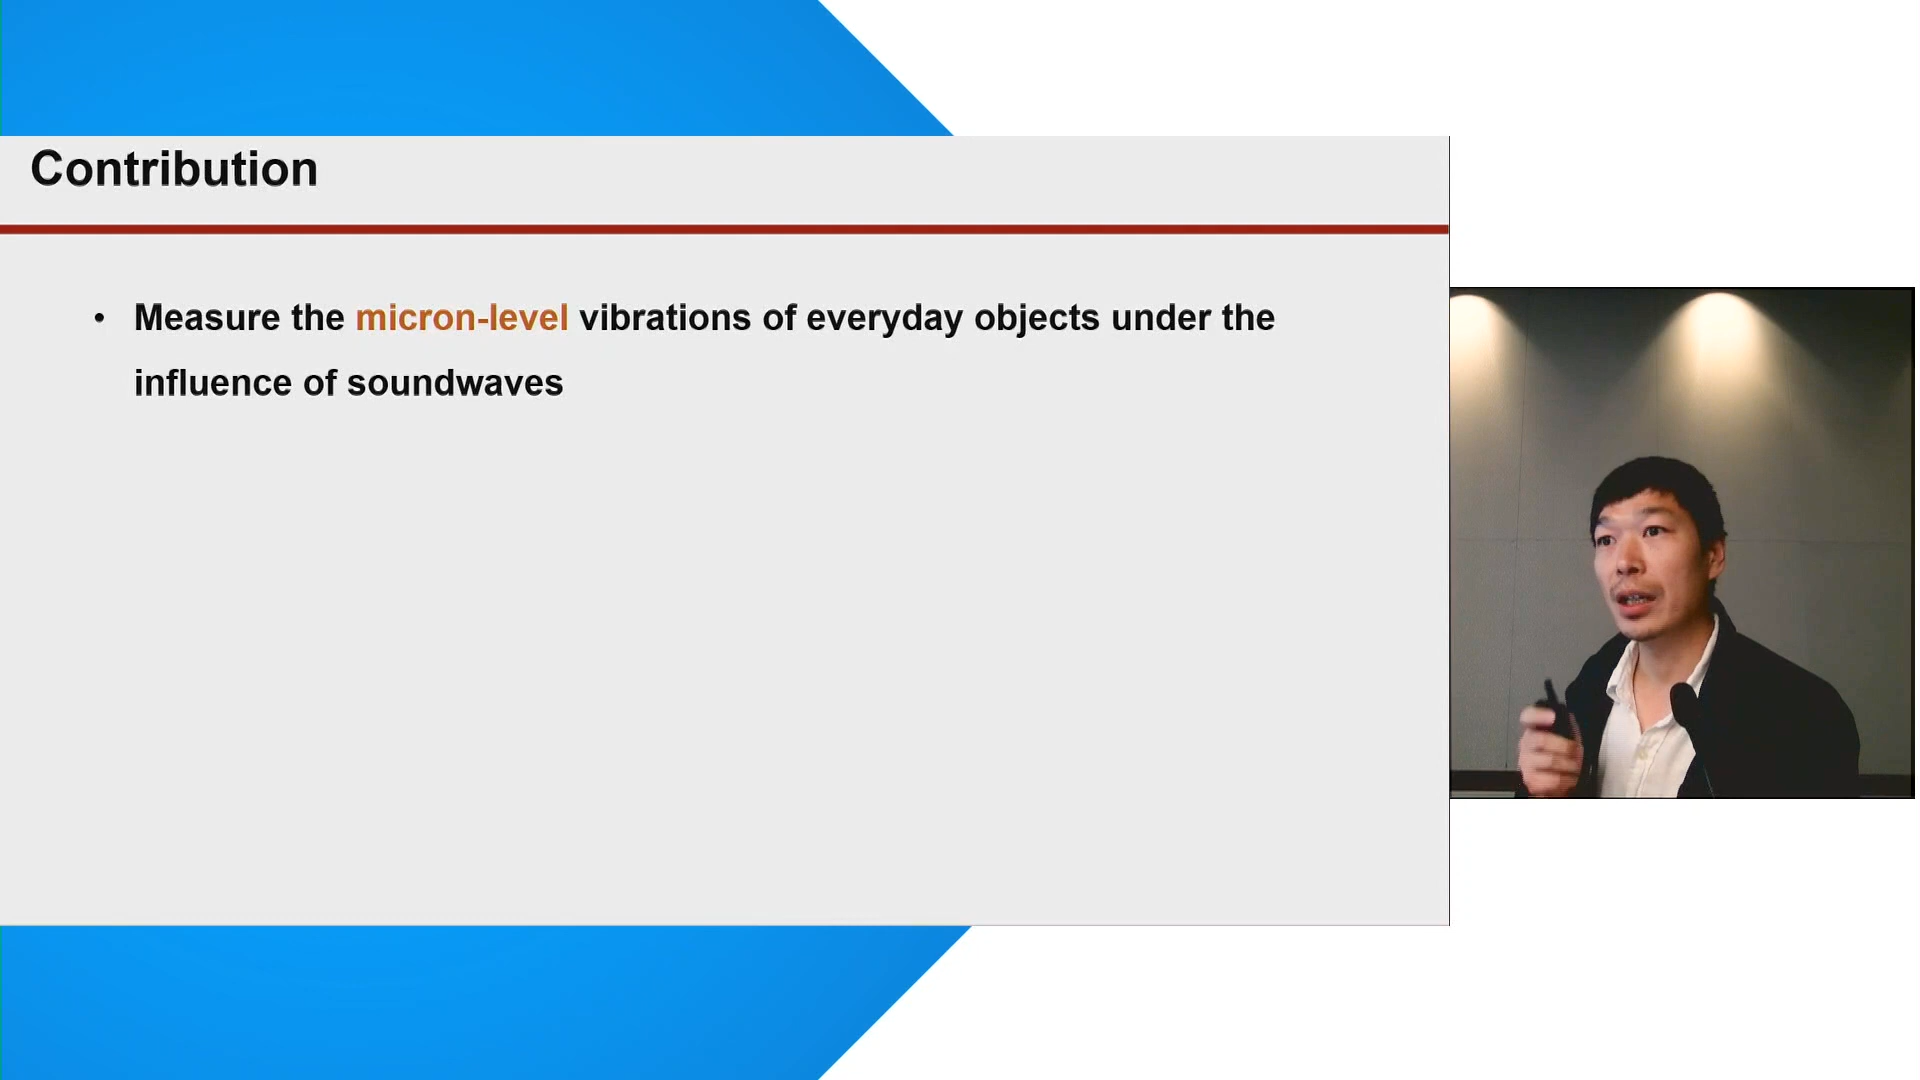 Contribution
• Measure the micron-level vibrations of everyday objects under the
influence of soundwaves